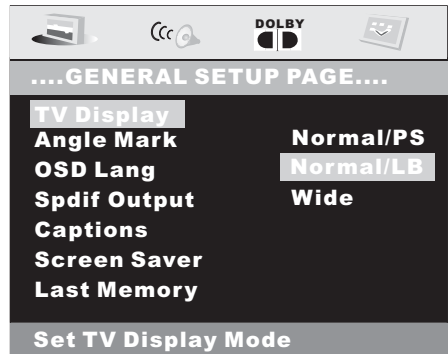 DOLBY
....GENERAL SETUP PAGE....
TV Display
Angle Mark Normal/PS
OSD Lang Normal/LB
Spdif Output Wide
Captions
Screen Saver
Last Memory
Set TV Display Mode